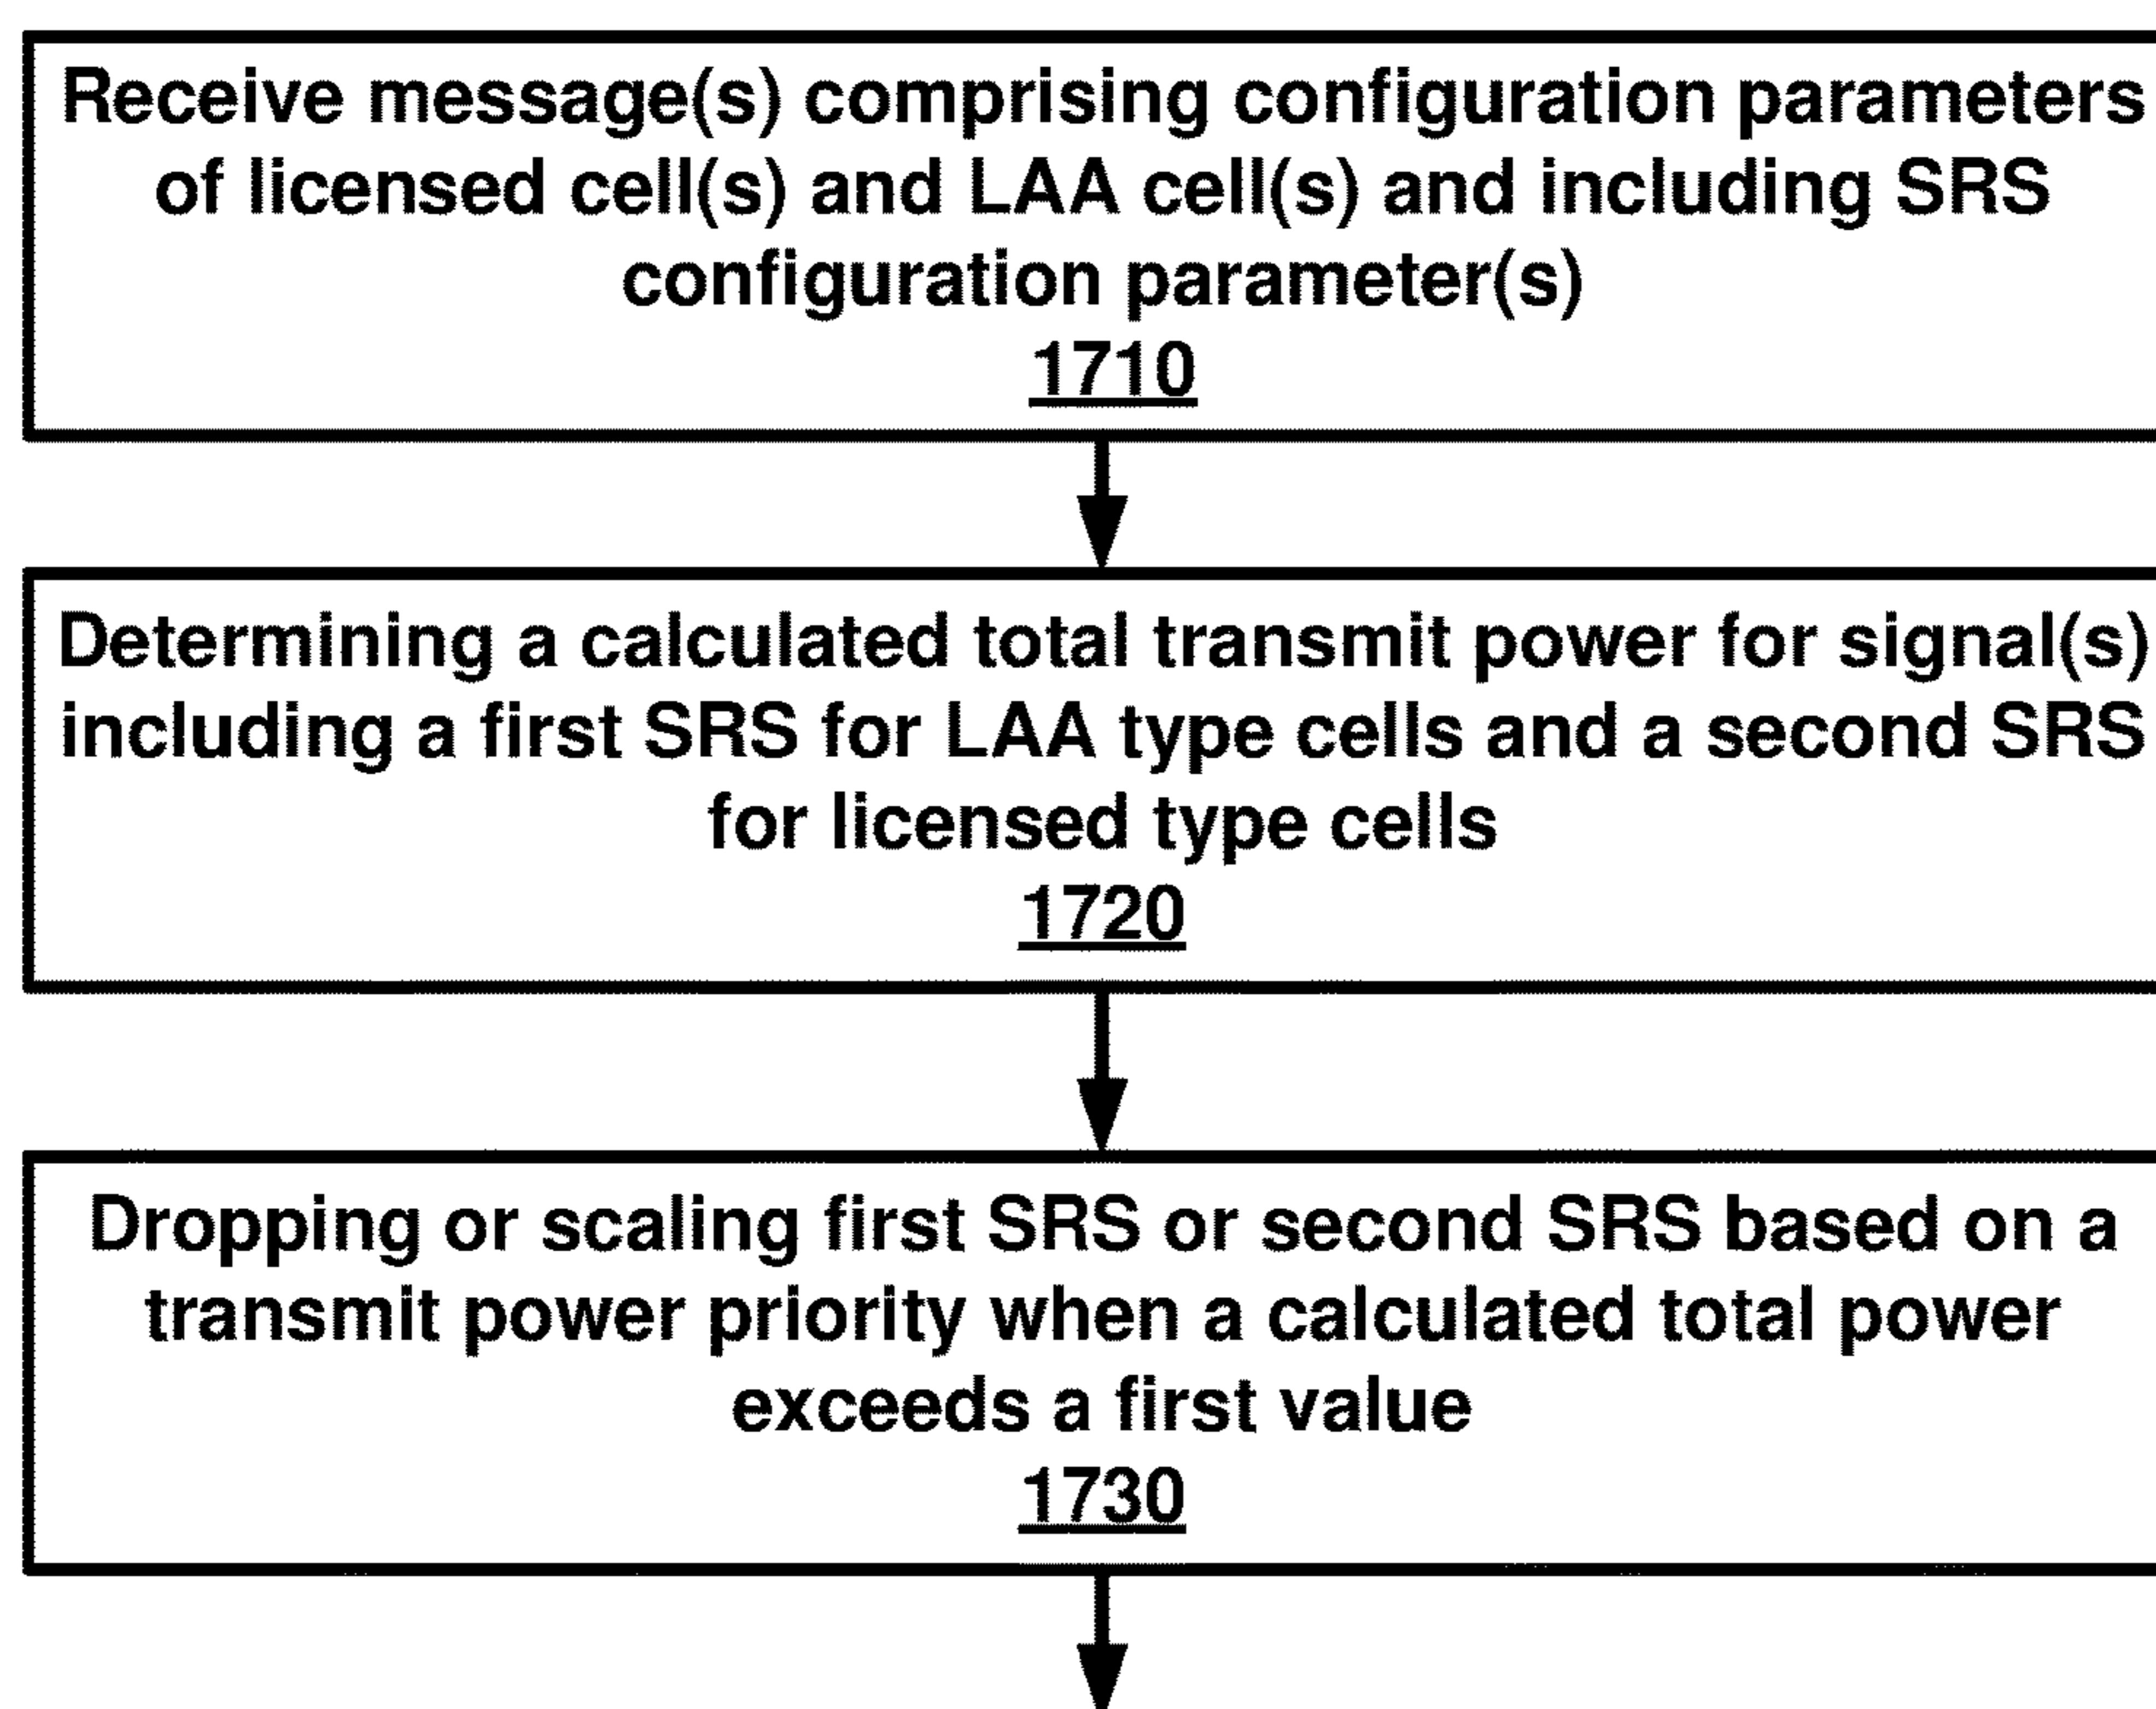 Receive message(s) comprising configuration parameters
of licensed cell(s) and LAA cell(s) and including SRS
configuration parameter(s)
1710
Determining a calculated total transmit power for signal(s)
including a first SRS for LAA type cells and a second SRS
for licensed type cells
1720
Dropping or scaling first SRS or second SRS based on a
transmit power priority when a calculated total power
exceeds a first value
1730